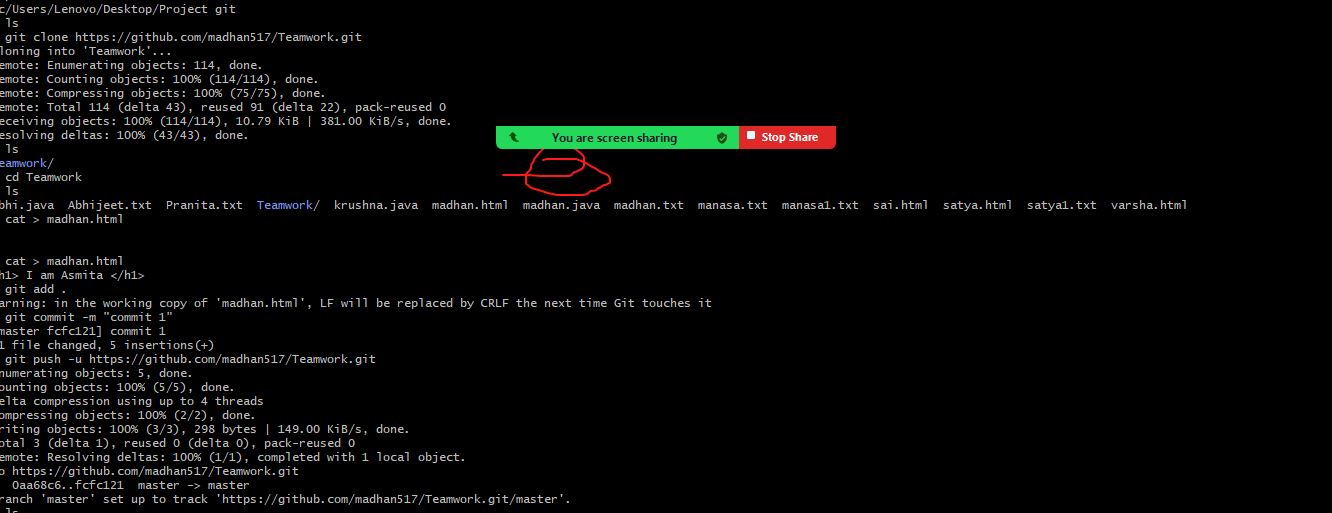 c/Users/Lenovo/Desktop/Project git
ls
git clone https://github.com/madhan517/Teamwork.git
loning into 'Teamwork'...
emote: Enumerating objects: 114, done.
emote: Counting objects: 100% (114/114), done.
emote: Compressing objects: 100% (75/75), done.
emote: Total 114 (delta 43), reused 91 (delta 22), pack-reused 0
eceiving objects: 100% (114/114), 10.79 KiB | 381.00 KiB/s, done.
esolving deltas: 100% (43/43), done.
You are screen sharing Stop Share
ls
eamwork/
cd Teamwork
ls
bhi.java Abhijeet.txt Pranita.txt Teamwork/ krushna.java madhan.html madhan.java madhan.txt manasa.txt manasa1.txt sai.html satya.html satya1.txt varsha.html
cat > madhan.html
cat > madhan.html
h1> I am Asmita </h1>
git add .
arning: in the working copy of 'madhan.html', LF will be replaced by CRLF the next time Git touches it
git commit -m "commit 1"
master fcfc121] commit 1
1 file changed, 5 insertions(+)
git push -u https://github.com/madhan517/Teamwork.git
numerating objects: 5, done.
ounting objects: 100% (5/5), done.
elta compression using up to 4 threads
ompressing objects: 100% (2/2), done.
riting objects: 100% (3/3), 298 bytes | 149.00 KiB/s, done.
otal 3 (delta 1), reused 0 (delta 0), pack-reused 0
emote: Resolving deltas: 100% (1/1), completed with 1 local object.
o https://github.com/madhan517/Teamwork.git
0aa68c6..fcfc121 master -> master
ranch 'master' set up to track 'https://github.com/madhan517/Teamwork.git/master'.
ls